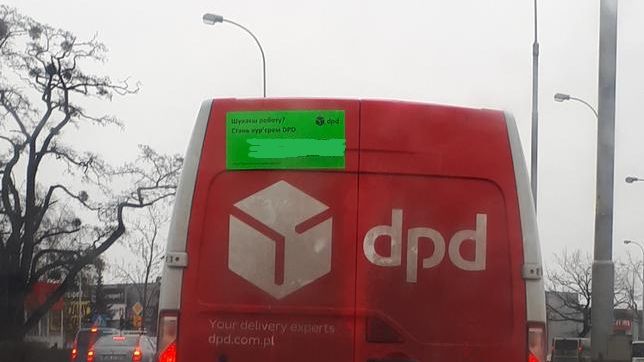 Шукаєш роботу?
Стань кур'єром DPD
dpd
dpd
Your delivery experts
dpd.com.pl